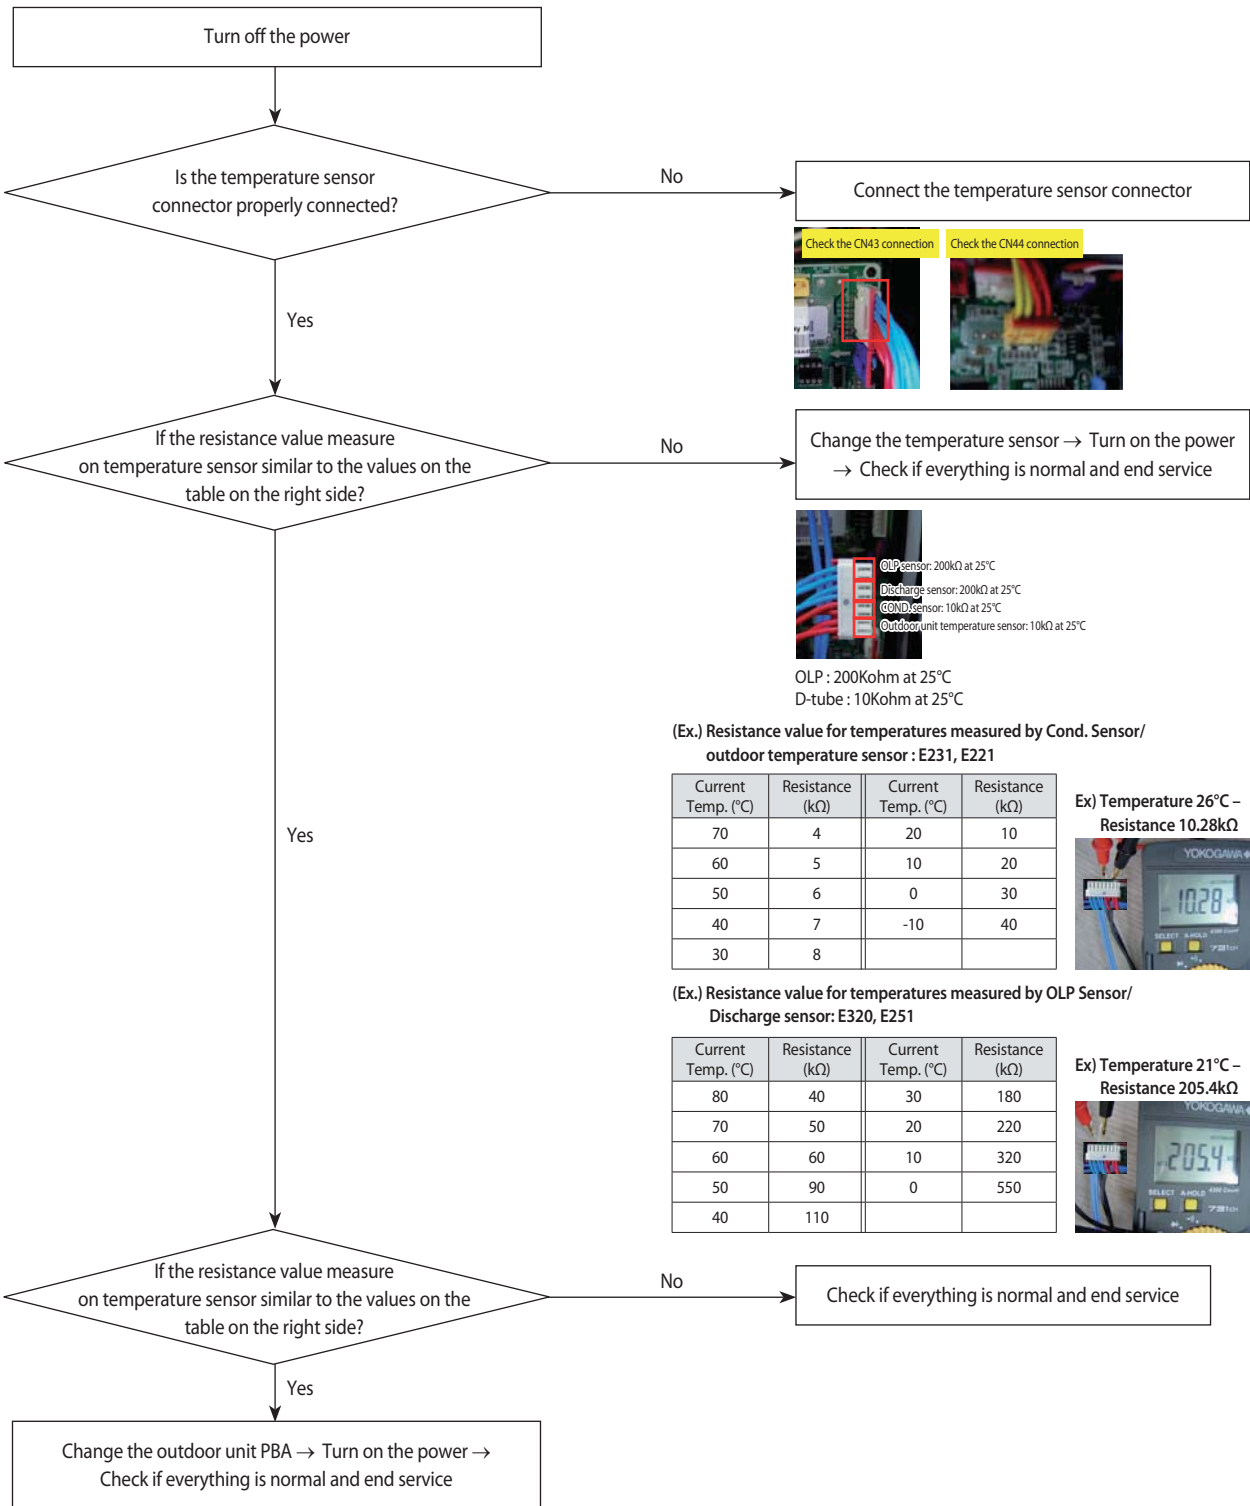 Turn off the power
Is the temperature sensor
connector properly connected?
No
Connect the temperature sensor connector
Check the CN43 connection
Check the CN44 connection
Yes
If the resistance value measure
on temperature sensor similar to the values on the
table on the right side?
No
Change the temperature sensor → Turn on the power
→ Check if everything is normal and end service
OLP sensor: 200kΩ at 25°C
Discharge sensor: 200kΩ at 25°C
COND. sensor: 10kΩ at 25°C
Outdoor unit temperature sensor: 10kΩ at 25°C
OLP : 200Kohm at 25°C
D-tube : 10Kohm at 25°C
(Ex.) Resistance value for temperatures measured by Cond. Sensor/
outdoor temperature sensor : E231, E221
Current Temp. (°C) Resistance (kΩ) Current Temp. (°C) Resistance (kΩ)
70 4 20 10
60 5 10 20
50 6 0 30
40 7 -10 40
30 8
Ex) Temperature 26°C –
Resistance 10.28kΩ
YOKOGAWA
10.28
SELECT A-HOLD
731
Yes
(Ex.) Resistance value for temperatures measured by OLP Sensor/
Discharge sensor: E320, E251
Current Temp. (°C) Resistance (kΩ) Current Temp. (°C) Resistance (kΩ)
80 40 30 180
70 50 20 220
60 60 10 320
50 90 0 550
40 110
Ex) Temperature 21°C –
Resistance 205.4kΩ
YOKOGAWA
205.4
SELECT A-HOLD
731
If the resistance value measure
on temperature sensor similar to the values on the
table on the right side?
No
Check if everything is normal and end service
Yes
Change the outdoor unit PBA → Turn on the power →
Check if everything is normal and end service